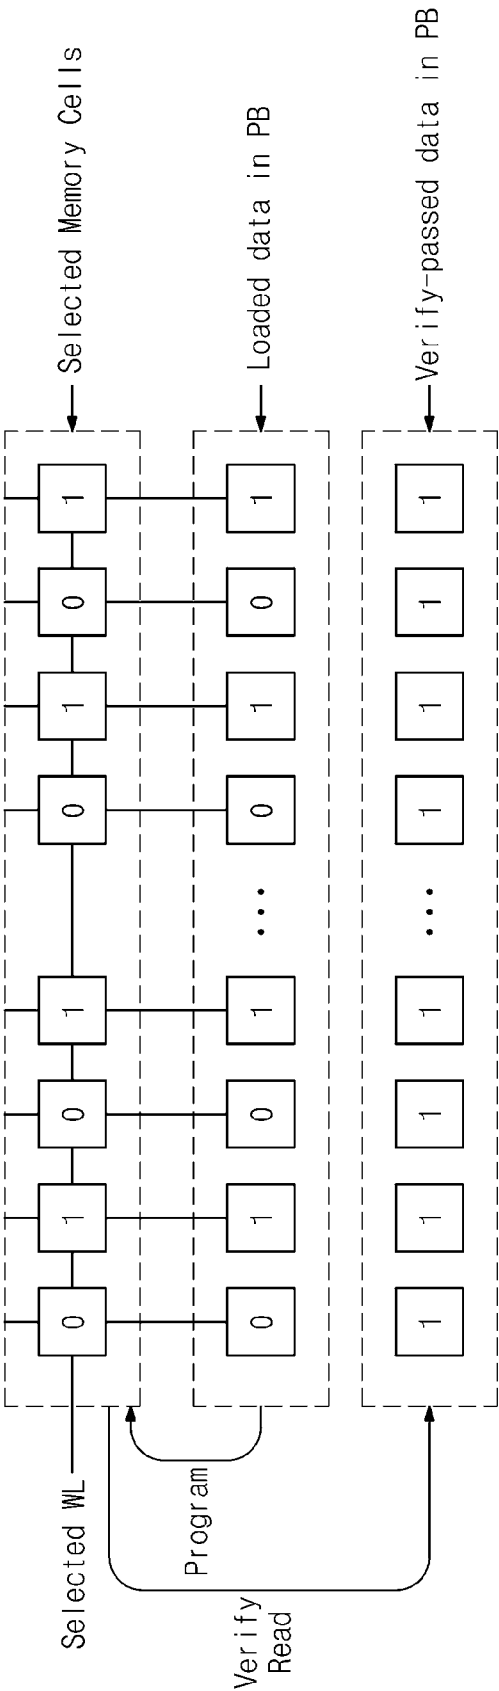 Selected WL 0 1 0 1 0 1 0 1 Selected Memory Cells
Program
0 1 0 1 ... 0 1 0 1 Loaded data in PB
Verify
Read
1 1 1 1 ... 1 1 1 1 Verify-passed data in PB